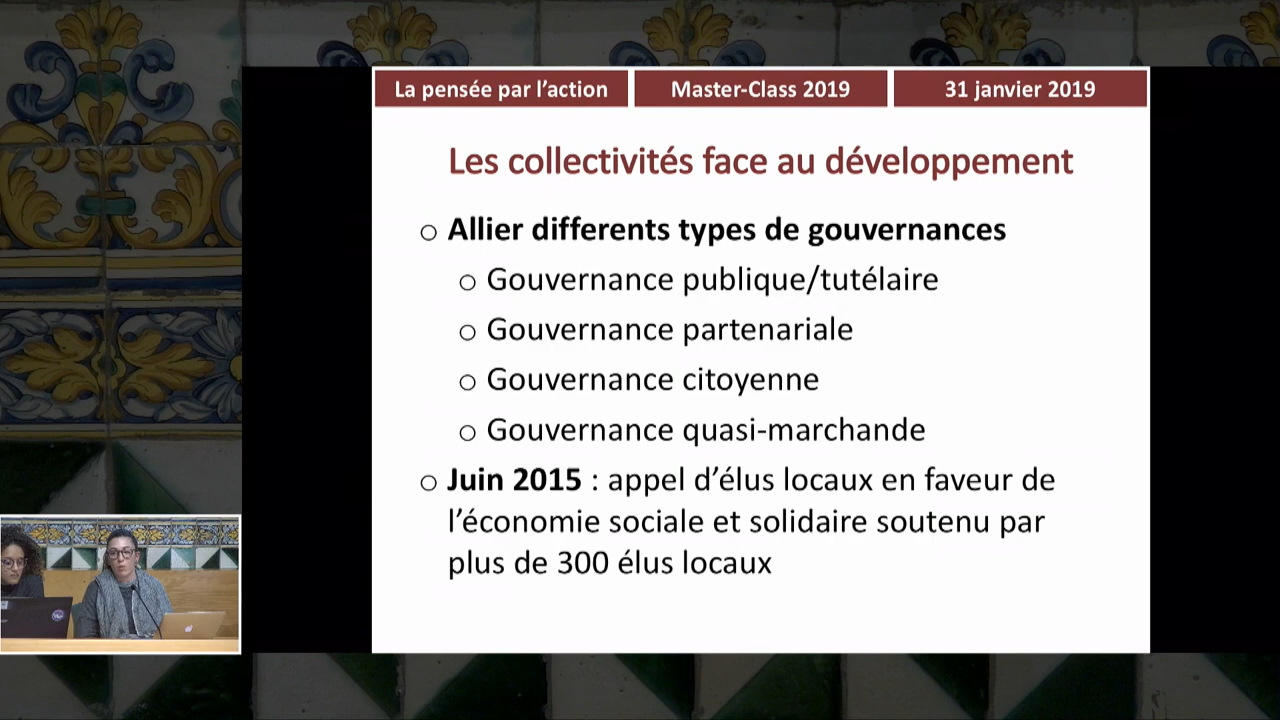 La pensée par l’action
Master-Class 2019
31 janvier 2019
Les collectivités face au développement
○ Allier differents types de gouvernances
○ Gouvernance publique/tutélaire
○ Gouvernance partenariale
○ Gouvernance citoyenne
○ Gouvernance quasi-marchande
○ Juin 2015 : appel d’élus locaux en faveur de
l’économie sociale et solidaire soutenu par
plus de 300 élus locaux